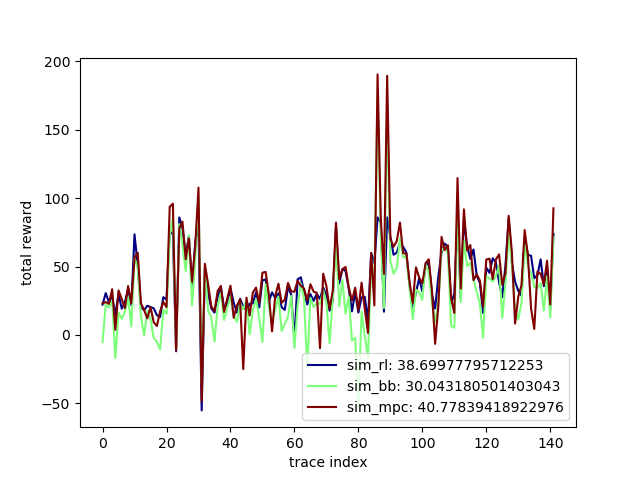 200
150
100
50
0
−50
total reward
sim_rl: 38.69977795712253
sim_bb: 30.043180501403043
sim_mpc: 40.77839418922976
0 20 40 60 80 100 120 140
trace index